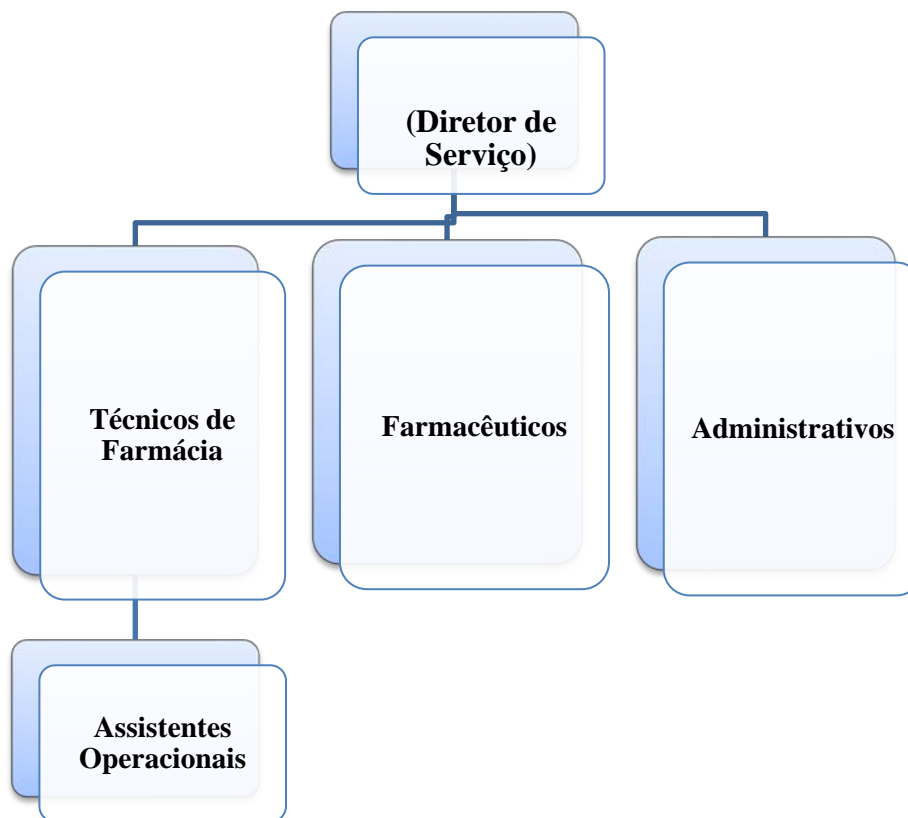 (Diretor de
Serviço)
Técnicos de
Farmácia
Farmacêuticos
Administrativos
Assistentes
Operacionais